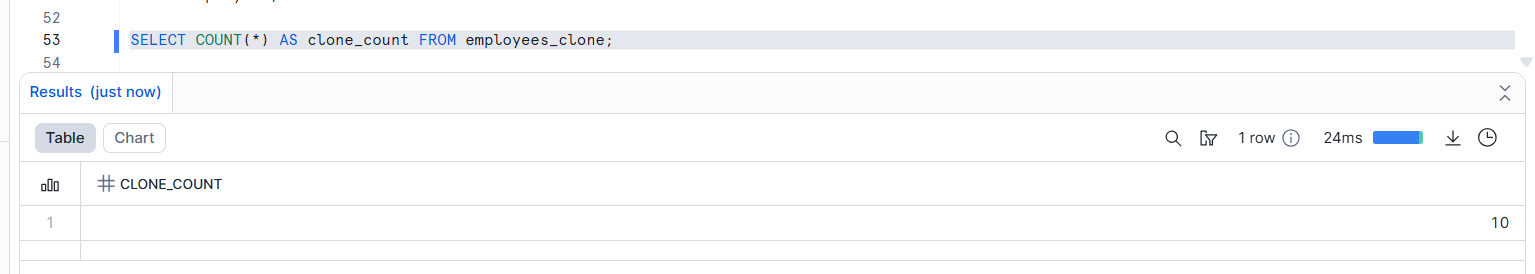 52
53 SELECT COUNT(*) AS clone_count FROM employees_clone;
54
Results (just now)
Table Chart 1 row 24ms
# CLONE_COUNT
1 10